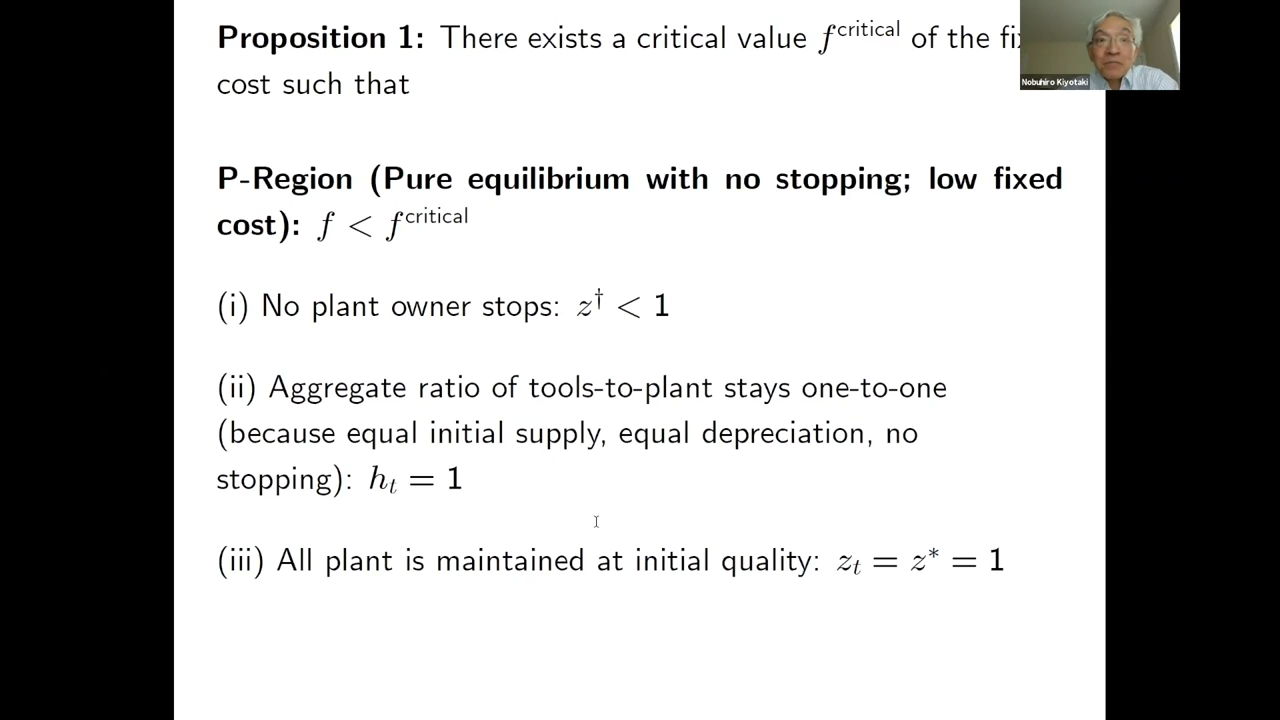 Proposition 1: There exists a critical value f^critical of the
cost such that
Nobuhiro Kiyotaki
P-Region (Pure equilibrium with no stopping; low fixed
cost): f < f^critical
(i) No plant owner stops: z^† < 1
(ii) Aggregate ratio of tools-to-plant stays one-to-one
(because equal initial supply, equal depreciation, no
stopping): h_t = 1
(iii) All plant is maintained at initial quality: z_t = z^* = 1